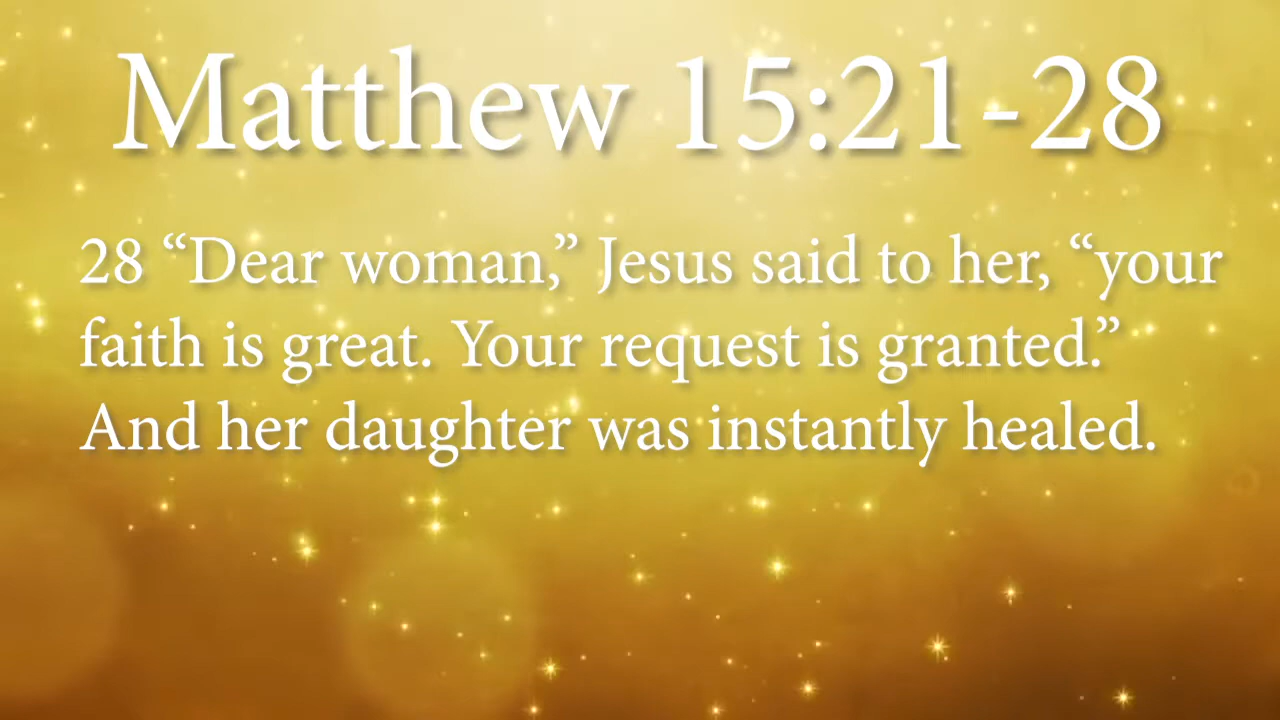 Matthew 15:21-28
28 “Dear woman,” Jesus said to her, “your
faith is great. Your request is granted.”
And her daughter was instantly healed.